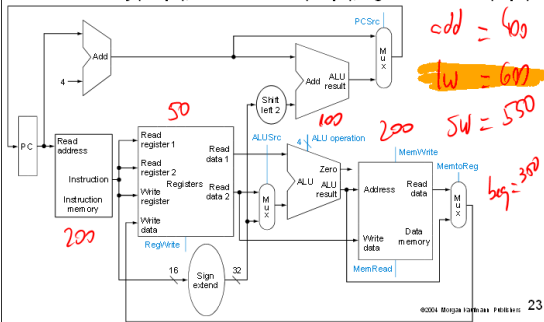 PCSrc
add = 400
lw = 600
sw = 550
beq = 350
Add
4
M
u
x
Add ALU
result
Shift
left 2
50
100
200
ALUSrc
4 ALU operation
MemWrite
MemtoReg
PC
Read
address
Instruction
Instruction
memory
200
Read
register 1
Read
register 2
Write
register
Write
data
Registers
Read
data 1
Read
data 2
RegWrite
M
u
x
Zero
ALU
ALU
result
Address
Read
data
Data
memory
Write
data
MemRead
M
u
x
16
Sign
extend
32
©2004 Morgan Kaufmann Publishers 23